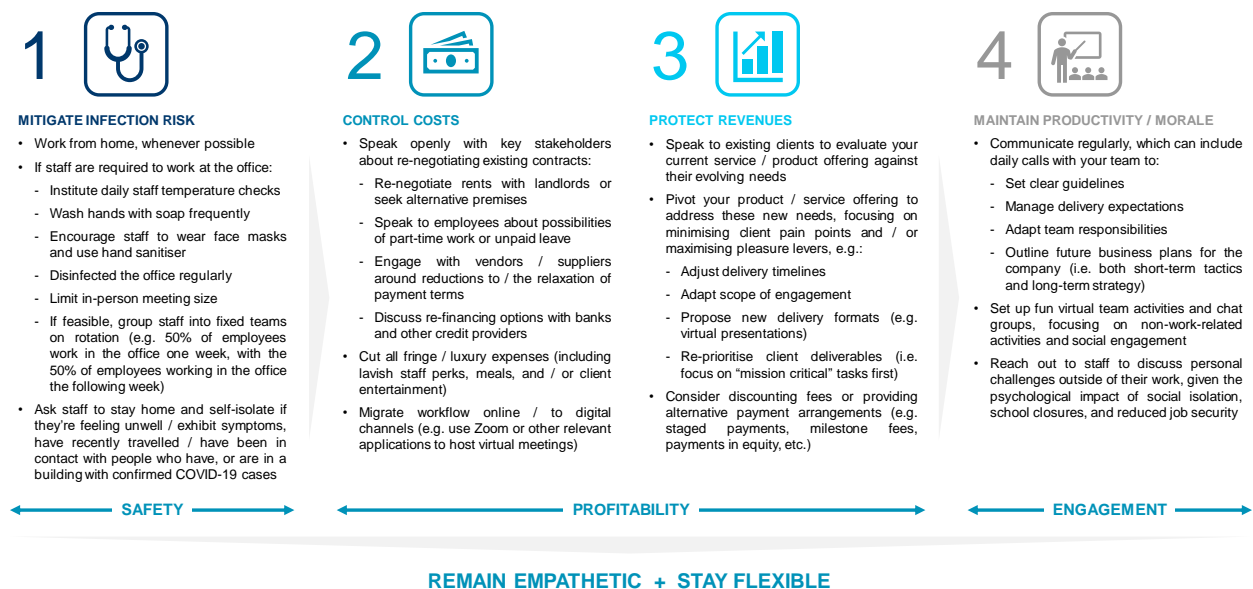 1
MITIGATE INFECTION RISK
• Work from home, whenever possible
• If staff are required to work at the office:
- Institute daily staff temperature checks
- Wash hands with soap frequently
- Encourage staff to wear face masks
and use hand sanitiser
- Disinfected the office regularly
- Limit in-person meeting size
- If feasible, group staff into fixed teams
on rotation (e.g. 50% of employees
work in the office one week, with the
50% of employees working in the office
the following week)
• Ask staff to stay home and self-isolate if
they're feeling unwell / exhibit symptoms,
have recently travelled / have been in
contact with people who have, or are in a
building with confirmed COVID-19 cases
SAFETY
2
CONTROL COSTS
• Speak openly with key stakeholders
about re-negotiating existing contracts:
- Re-negotiate rents with landlords or
seek alternative premises
- Speak to employees about possibilities
of part-time work or unpaid leave
- Engage with vendors / suppliers
around reductions to / the relaxation of
payment terms
- Discuss re-financing options with banks
and other credit providers
• Cut all fringe / luxury expenses (including
lavish staff perks, meals, and / or client
entertainment)
• Migrate workflow online / to digital
channels (e.g. use Zoom or other relevant
applications to host virtual meetings)
3
PROTECT REVENUES
• Speak to existing clients to evaluate your
current service / product offering against
their evolving needs
• Pivot your product / service offering to
address these new needs, focusing on
minimising client pain points and / or
maximising pleasure levers, e.g.:
- Adjust delivery timelines
- Adapt scope of engagement
- Propose new delivery formats (e.g.
virtual presentations)
- Re-prioritise client deliverables (i.e.
focus on “mission critical” tasks first)
• Consider discounting fees or providing
alternative payment arrangements (e.g.
staged payments, milestone fees,
payments in equity, etc.)
PROFITABILITY
4
MAINTAIN PRODUCTIVITY / MORALE
• Communicate regularly, which can include
daily calls with your team to:
- Set clear guidelines
- Manage delivery expectations
- Adapt team responsibilities
- Outline future business plans for the
company (i.e. both short-term tactics
and long-term strategy)
• Set up fun virtual team activities and chat
groups, focusing on non-work-related
activities and social engagement
• Reach out to staff to discuss personal
challenges outside of their work, given the
psychological impact of social isolation,
school closures, and reduced job security
ENGAGEMENT
REMAIN EMPATHETIC + STAY FLEXIBLE